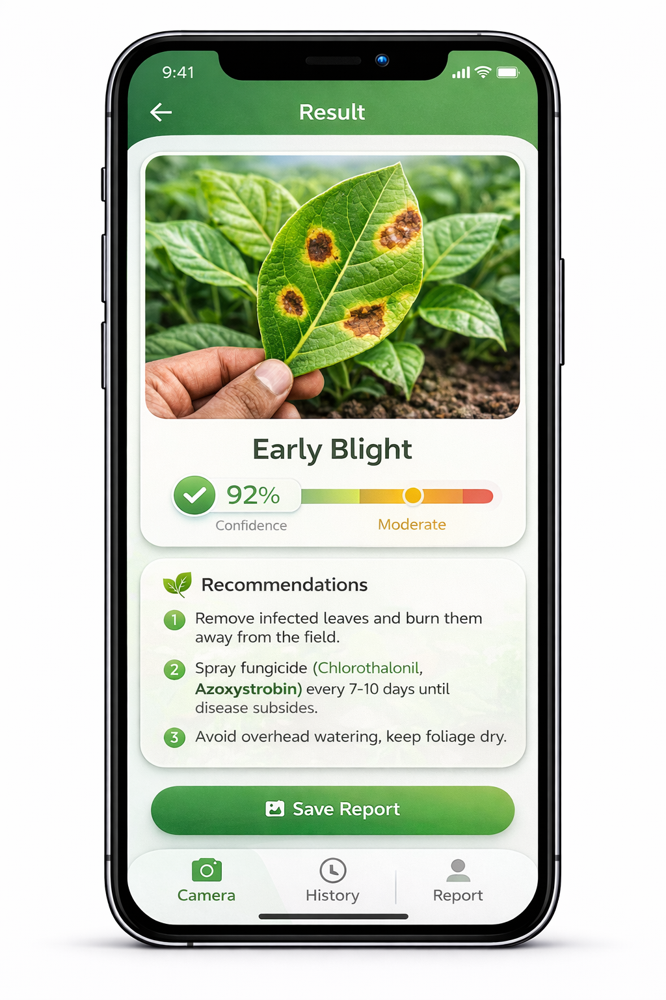 9:41
Result
Early Blight
92%
Confidence
Moderate
Recommendations
1 Remove infected leaves and burn them
away from the field.
2 Spray fungicide (Chlorothalonil,
Azoxystrobin) every 7-10 days until
disease subsides.
3 Avoid overhead watering, keep foliage dry.
Save Report
Camera
History
Report